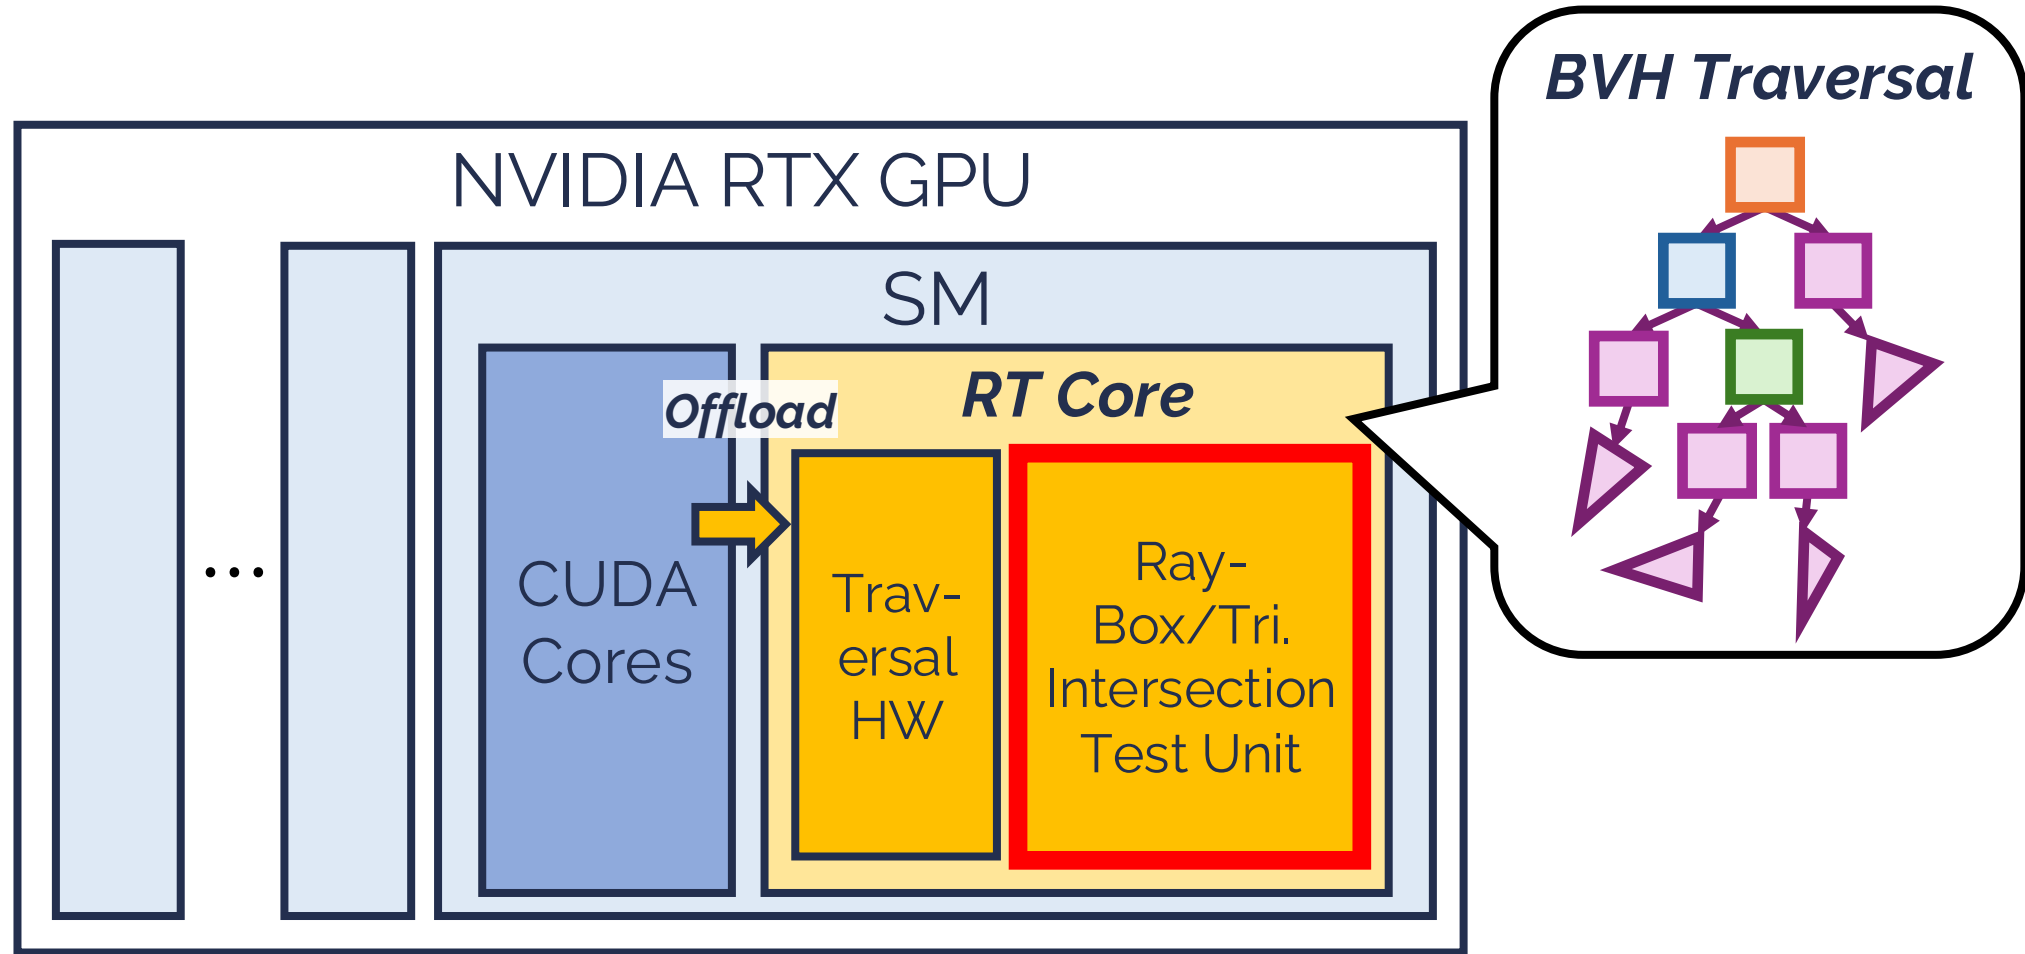 BVH Traversal
NVIDIA RTX GPU
SM
Offload
RT Core
...
CUDA
Cores
Trav-
ersal
HW
Ray-
Box/Tri.
Intersection
Test Unit